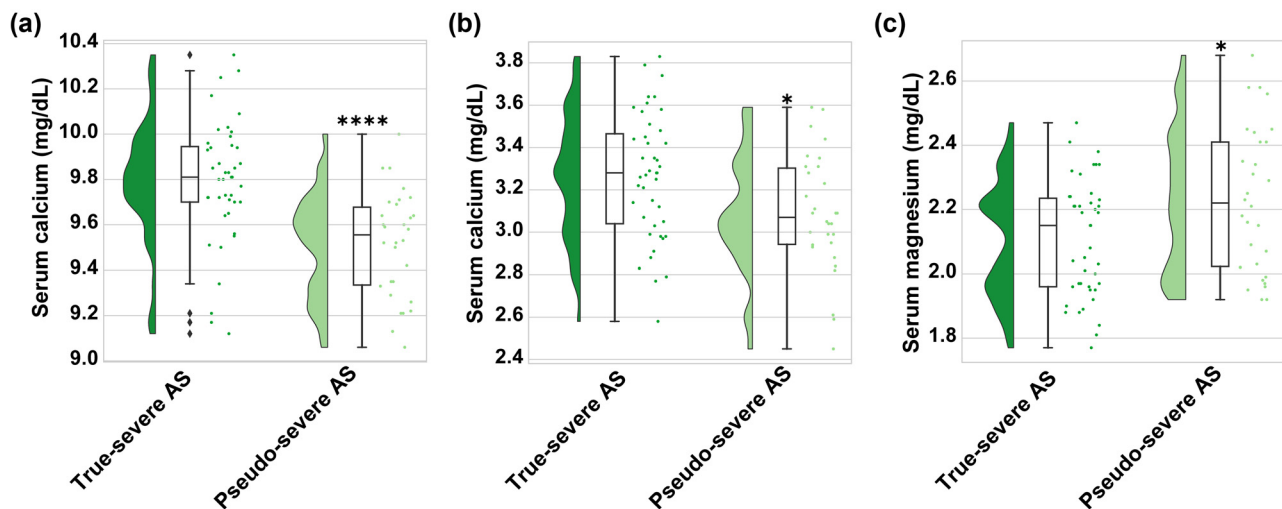 (a)
Serum calcium (mg/dL)
10.4
10.2
10.0
9.8
9.6
9.4
9.2
9.0
****
True-severe AS
Pseudo-severe AS
(b)
Serum calcium (mg/dL)
3.8
3.6
3.4
3.2
3.0
2.8
2.6
2.4
*
True-severe AS
Pseudo-severe AS
(c)
Serum magnesium (mg/dL)
2.6
2.4
2.2
2.0
1.8
*
True-severe AS
Pseudo-severe AS